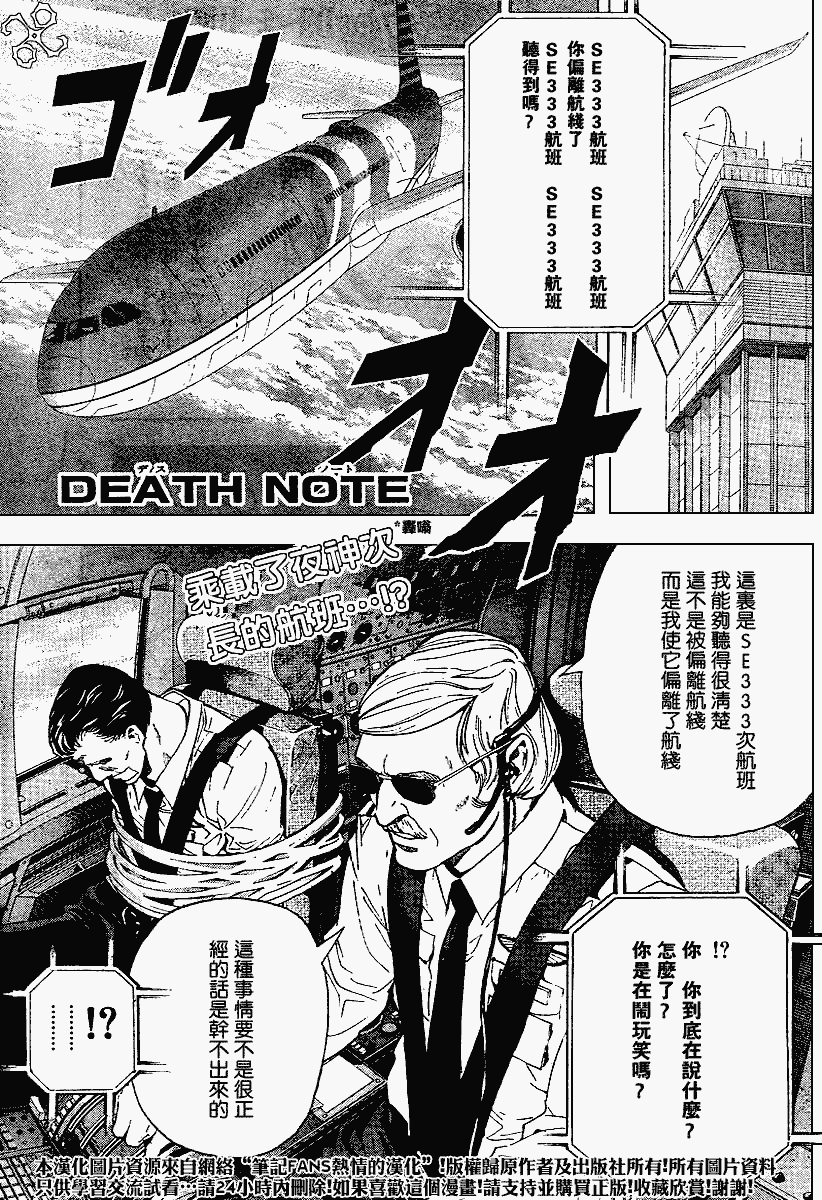 SE333航班　SE333航班
你偏離航綫了
SE333航班　SE333航班
聽得到嗎？
ゴオ
オオ
デス ノート
DEATH NOTE
*轟嗡
乘載了夜神次
長的航班…!?
這裏是SE333次航班
我能夠聽得很清楚
這不是被偏離航綫
而是我使它偏離了航綫
!?
你　你到底在說什麼？
怎麼了？
你是在鬧玩笑嗎？
這種事情要不是很正
經的話是幹不出來的
!?
……
……
本漢化圖片資源來自網絡“筆記FANS熱情的漢化”!版權歸原作者及出版社所有!所有圖片資料
只供學習交流試看…請24小時內刪除!如果喜歡這個漫畫!請支持並購買正版!收藏欣賞!謝謝!